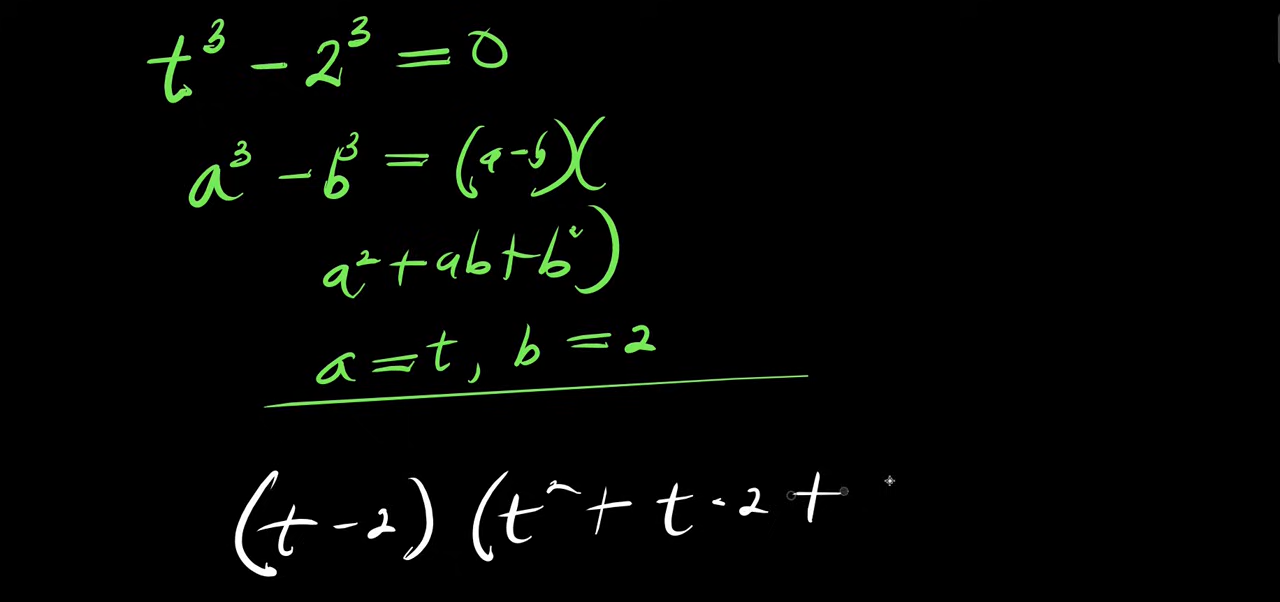 t³ - 2³ = 0
a³ - b³ = (a-b)(
a² + ab + b²)
a = t, b = 2
(t - 2) (t² + t · 2 +